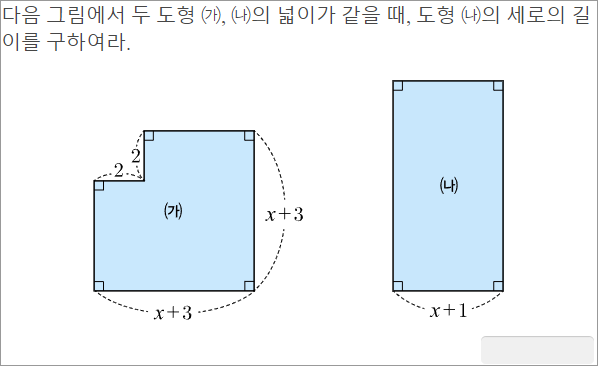 다음 그림에서 두 도형 ㈎, ㈏의 넓이가 같을 때, 도형 ㈏의 세로의 길
이를 구하여라.
2
2
㈎
x+3
x+3
㈏
x+1